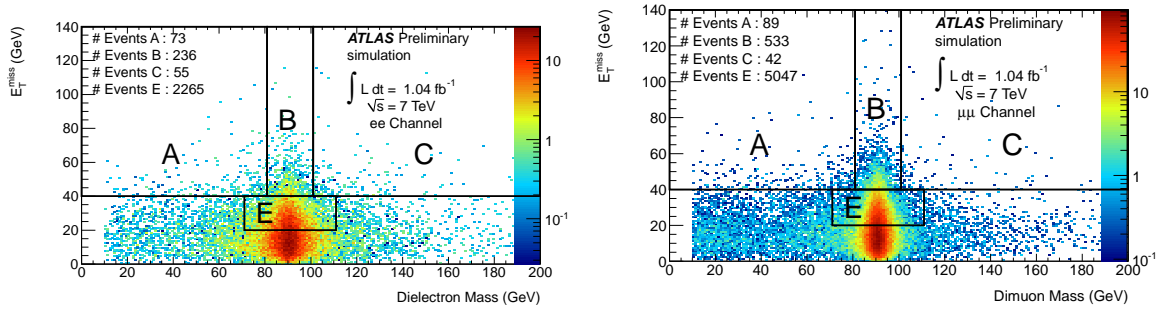 E_T^miss (GeV)
140
120
100
80
60
40
20
0
# Events A : 73
# Events B : 236
# Events C : 55
# Events E : 2265
ATLAS Preliminary
simulation
∫ L dt = 1.04 fb⁻¹
√s = 7 TeV
ee Channel
A
B
C
E
0 20 40 60 80 100 120 140 160 180 200
Dielectron Mass (GeV)
10
1
10⁻¹
E_T^miss (GeV)
140
120
100
80
60
40
20
0
# Events A : 89
# Events B : 533
# Events C : 42
# Events E : 5047
ATLAS Preliminary
simulation
∫ L dt = 1.04 fb⁻¹
√s = 7 TeV
μμ Channel
A
B
C
E
0 20 40 60 80 100 120 140 160 180 200
Dimuon Mass (GeV)
10
1
10⁻¹